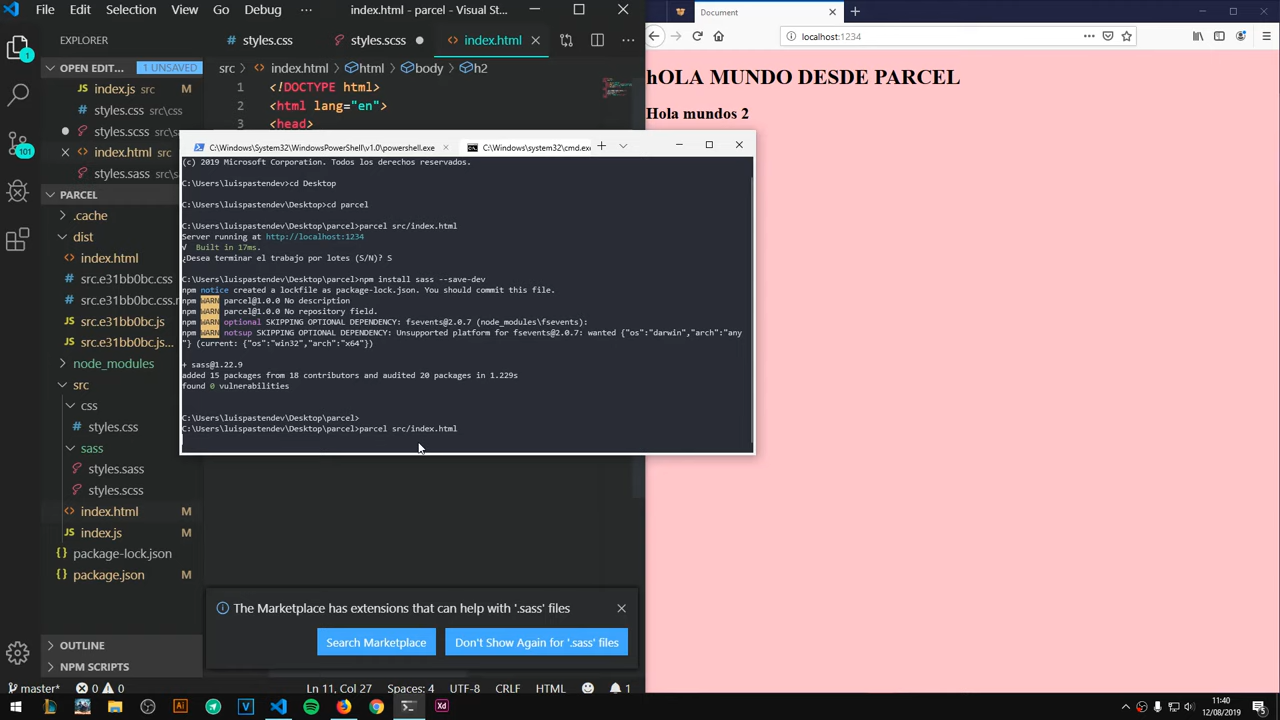 File Edit Selection View Go Debug ··· index.html - parcel - Visual St...
EXPLORER
OPEN EDIT... 1 UNSAVED
index.js src
styles.css src\css
styles.scss src\...
index.html src
styles.sass src\...
PARCEL
.cache
dist
index.html
src.e31bb0bc.css
src.e31bb0bc.css.m
src.e31bb0bc.js
src.e31bb0bc.js.m...
node_modules
src
css
styles.css
sass
styles.sass
styles.scss
index.html M
index.js M
package-lock.json
package.json M
OUTLINE
NPM SCRIPTS
1
101
styles.css styles.scss index.html
src > index.html > html > body > h2
1 <!DOCTYPE html>
2 <html lang="en">
3 <head>
C:\Windows\System32\WindowsPowerShell\v1.0\powershell.exe
C:\Windows\system32\cmd.exe
(c) 2019 Microsoft Corporation. Todos los derechos reservados.
C:\Users\luispastendev>cd Desktop
C:\Users\luispastendev\Desktop>cd parcel
C:\Users\luispastendev\Desktop\parcel>parcel src/index.html
Server running at http://localhost:1234
√ Built in 17ms.
¿Desea terminar el trabajo por lotes (S/N)? S
C:\Users\luispastendev\Desktop\parcel>npm install sass --save-dev
npm notice created a lockfile as package-lock.json. You should commit this file.
npm WARN parcel@1.0.0 No description
npm WARN parcel@1.0.0 No repository field.
npm WARN optional SKIPPING OPTIONAL DEPENDENCY: fsevents@2.0.7 (node_modules\fsevents):
npm WARN notsup SKIPPING OPTIONAL DEPENDENCY: Unsupported platform for fsevents@2.0.7: wanted {"os":"darwin","arch":"any
"} (current: {"os":"win32","arch":"x64"})
+ sass@1.22.9
added 15 packages from 18 contributors and audited 20 packages in 1.229s
found 0 vulnerabilities
C:\Users\luispastendev\Desktop\parcel>
C:\Users\luispastendev\Desktop\parcel>parcel src/index.html
The Marketplace has extensions that can help with '.sass' files
Search Marketplace
Don't Show Again for '.sass' files
master* 0 0 Ln 11, Col 27 Spaces: 4 UTF-8 CRLF HTML 1
Document
localhost:1234
hOLA MUNDO DESDE PARCEL
Hola mundos 2
Ai V Xd
11:40
12/08/2019
5